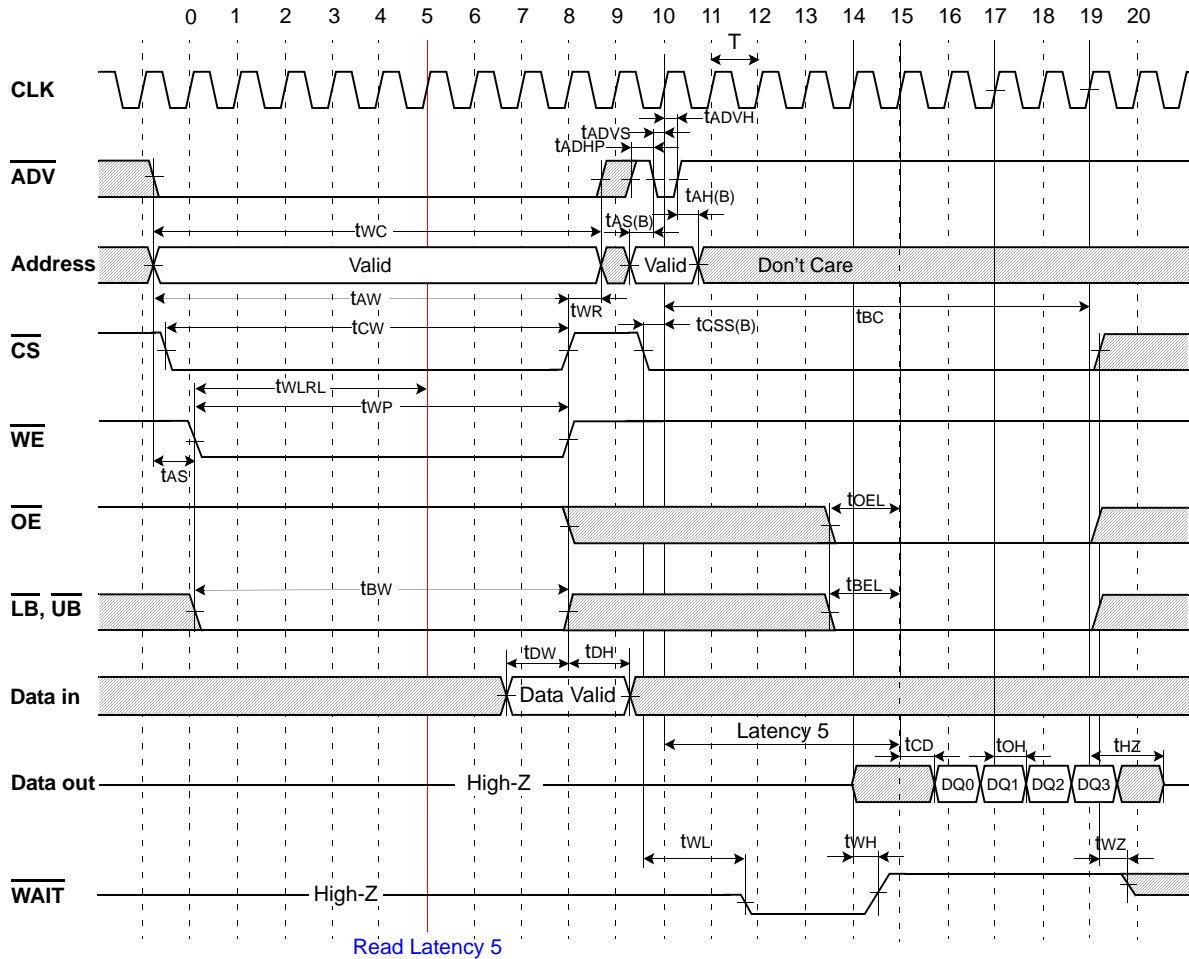 0 1 2 3 4 5 6 7 8 9 10 11 12 13 14 15 16 17 18 19 20
T
CLK
tADVH
tADVS
tADHP
ADV
tAH(B)
tAS(B)
tWC
Address
Valid
Valid
Don't Care
tAW
tWR
tBC
tCW
tCSS(B)
CS
tWLRL
tWP
WE
tAS
tOEL
OE
tBW
tBEL
LB, UB
tDW
tDH
Data in
Data Valid
Latency 5
tCD
tOH
tHZ
Data out
High-Z
DQ0
DQ1
DQ2
DQ3
tWL
tWH
tWZ
WAIT
High-Z
Read Latency 5